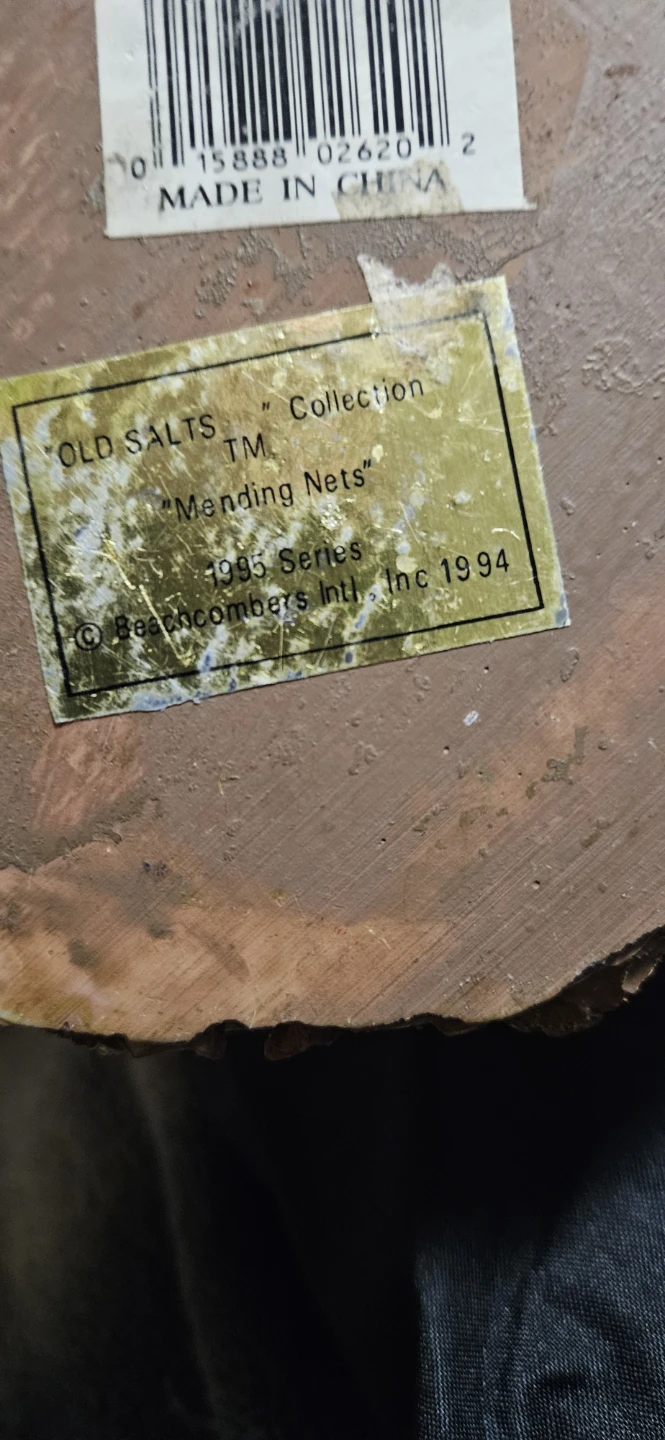 0 15888 02620 2
MADE IN CHINA
"OLD SALTS TM " Collection
"Mending Nets"
1995 Series
© Beachcombers Intl., Inc 1994